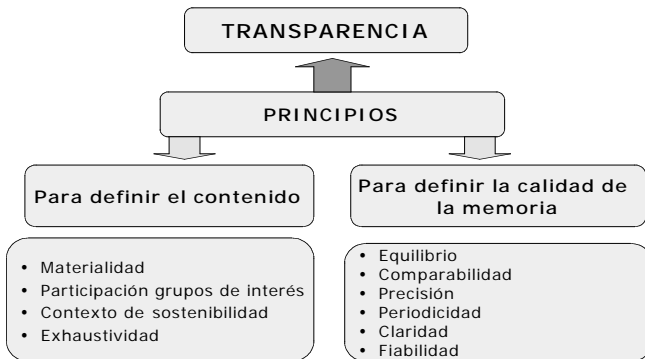 TRANSPARENCIA
PRINCIPIOS
Para definir el contenido
Para definir la calidad de
la memoria
• Materialidad
• Participación grupos de interés
• Contexto de sostenibilidad
• Exhaustividad
• Equilibrio
• Comparabilidad
• Precisión
• Periodicidad
• Claridad
• Fiabilidad